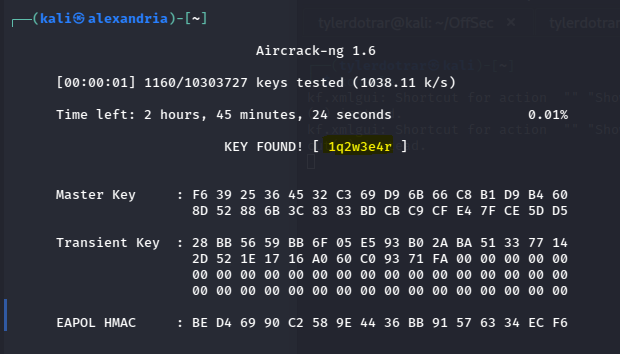 (kali㉿alexandria)-[~]
tylerdotrar@kali: ~/OffSec × tylerdotrar
Aircrack-ng 1.6
[00:00:01] 1160/10303727 keys tested (1038.11 k/s)
Time left: 2 hours, 45 minutes, 24 seconds 0.01%
KEY FOUND! [ 1q2w3e4r ]
Master Key : F6 39 25 36 45 32 C3 69 D9 6B 66 C8 B1 D9 B4 60
8D 52 88 6B 3C 83 83 BD CB C9 CF E4 7F CE 5D D5
Transient Key : 28 BB 56 59 BB 6F 05 E5 93 B0 2A BA 51 33 77 14
2D 52 1E 17 16 A0 60 C0 93 71 FA 00 00 00 00 00
00 00 00 00 00 00 00 00 00 00 00 00 00 00 00 00
00 00 00 00 00 00 00 00 00 00 00 00 00 00 00 00
EAPOL HMAC : BE D4 69 90 C2 58 9E 44 36 BB 91 57 63 34 EC F6